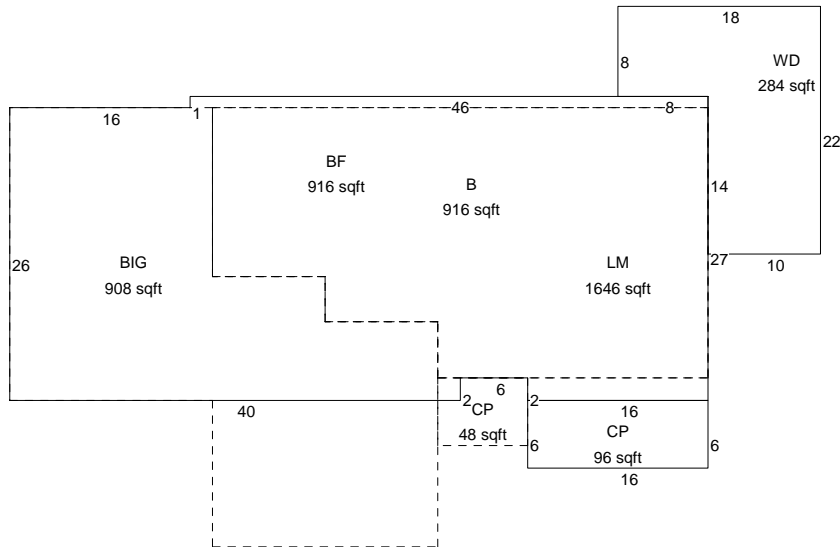 18
8
WD
284 sqft
16
1
46
8
22
BF
916 sqft
B
916 sqft
14
26
BIG
908 sqft
LM
1646 sqft
27
10
6
40
2
CP
48 sqft
2
16
6
CP
96 sqft
6
16